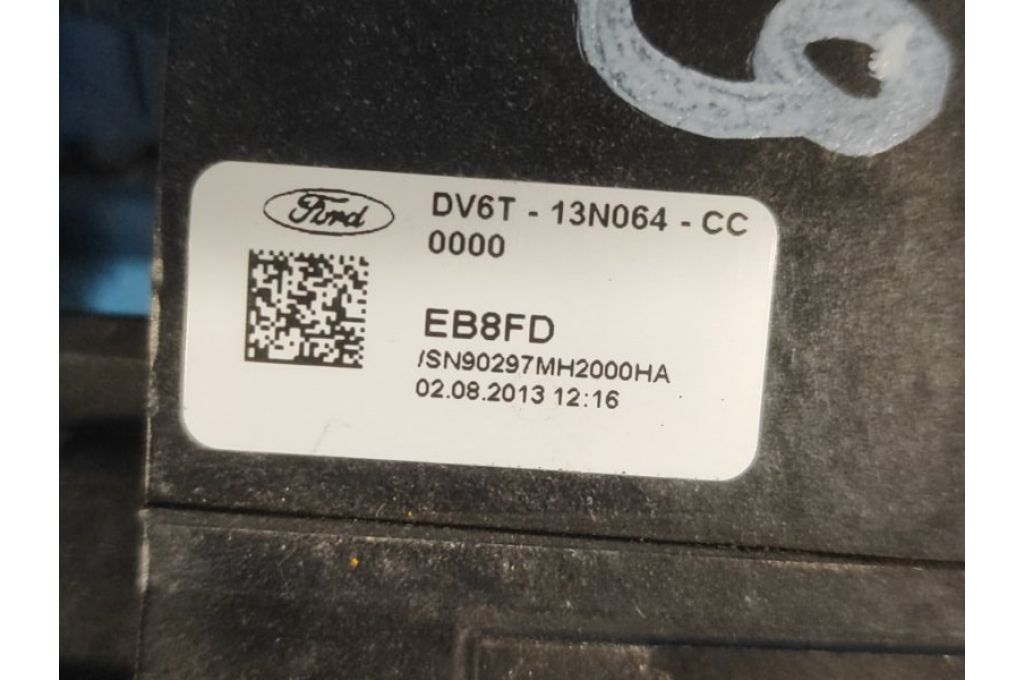 Ford
DV6T - 13N064 - CC
0000
EB8FD
/SN90297MH2000HA
02.08.2013 12:16